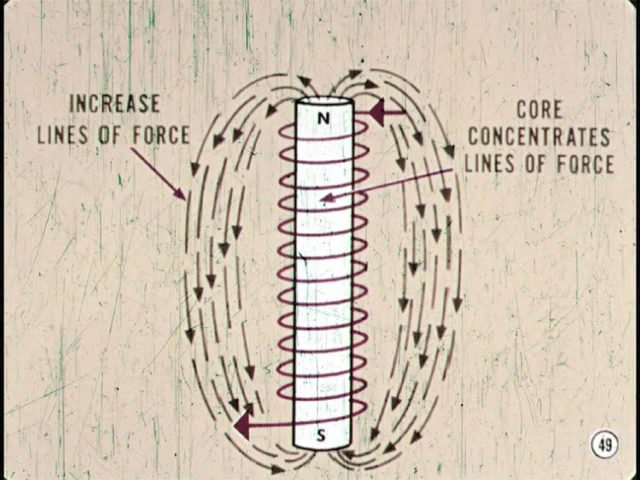 INCREASE
LINES OF FORCE
CORE
CONCENTRATES
LINES OF FORCE
N
S
49